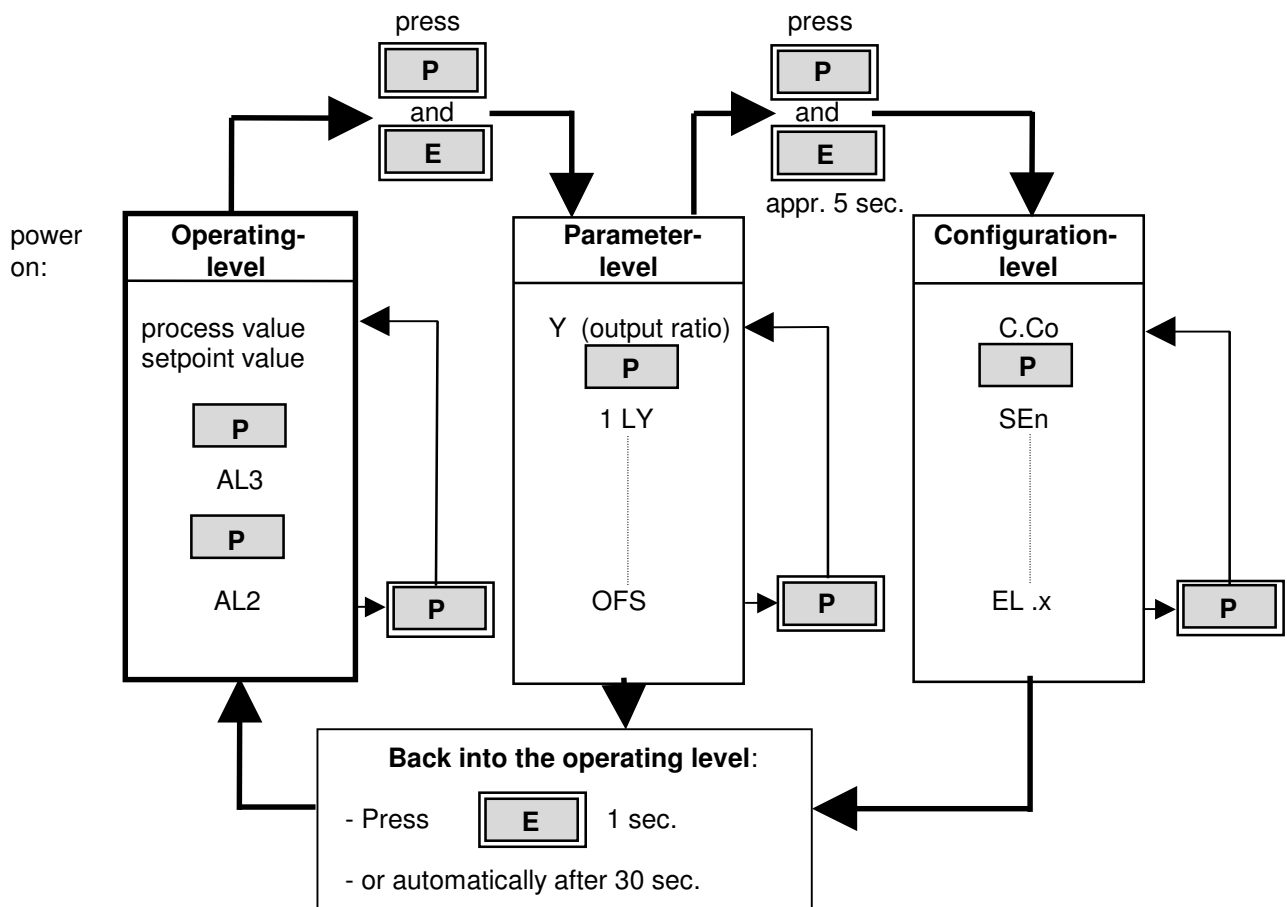 press
P
and
E
press
P
and
E
appr. 5 sec.
power
on:
Operating-
level
process value
setpoint value
P
AL3
P
AL2
P
Parameter-
level
Y (output ratio)
P
1 LY
OFS
P
Configuration-
level
C.Co
P
SEn
EL .x
P
Back into the operating level:
- Press E 1 sec.
- or automatically after 30 sec.